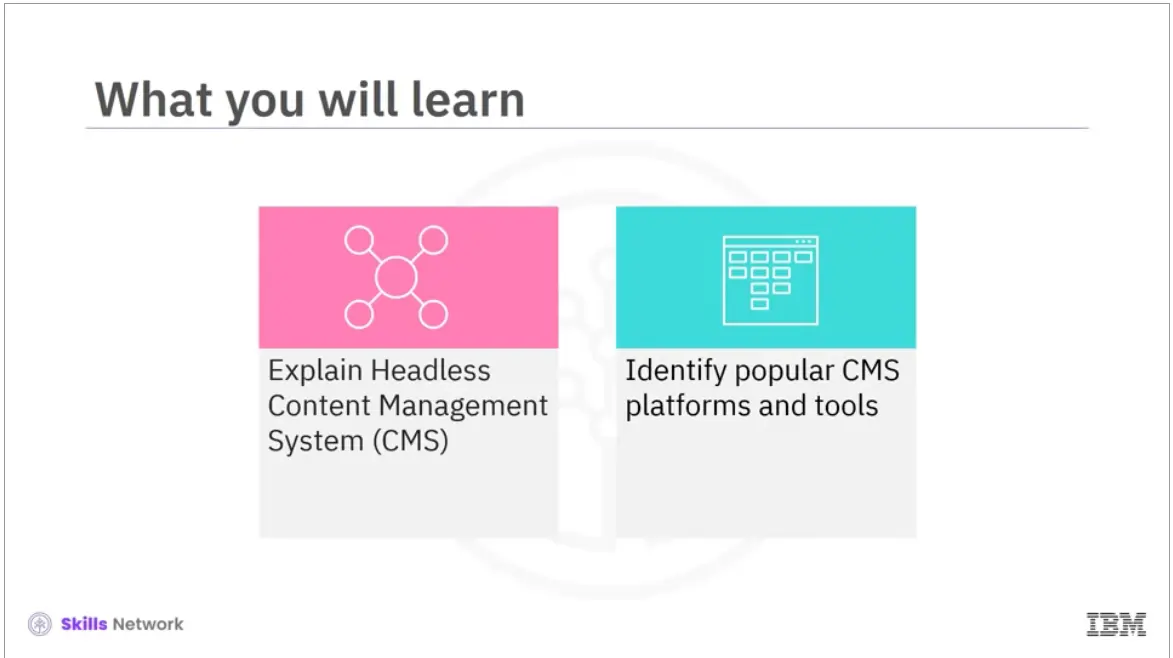 What you will learn
Explain Headless
Content Management
System (CMS)
Identify popular CMS
platforms and tools
Skills Network
IBM